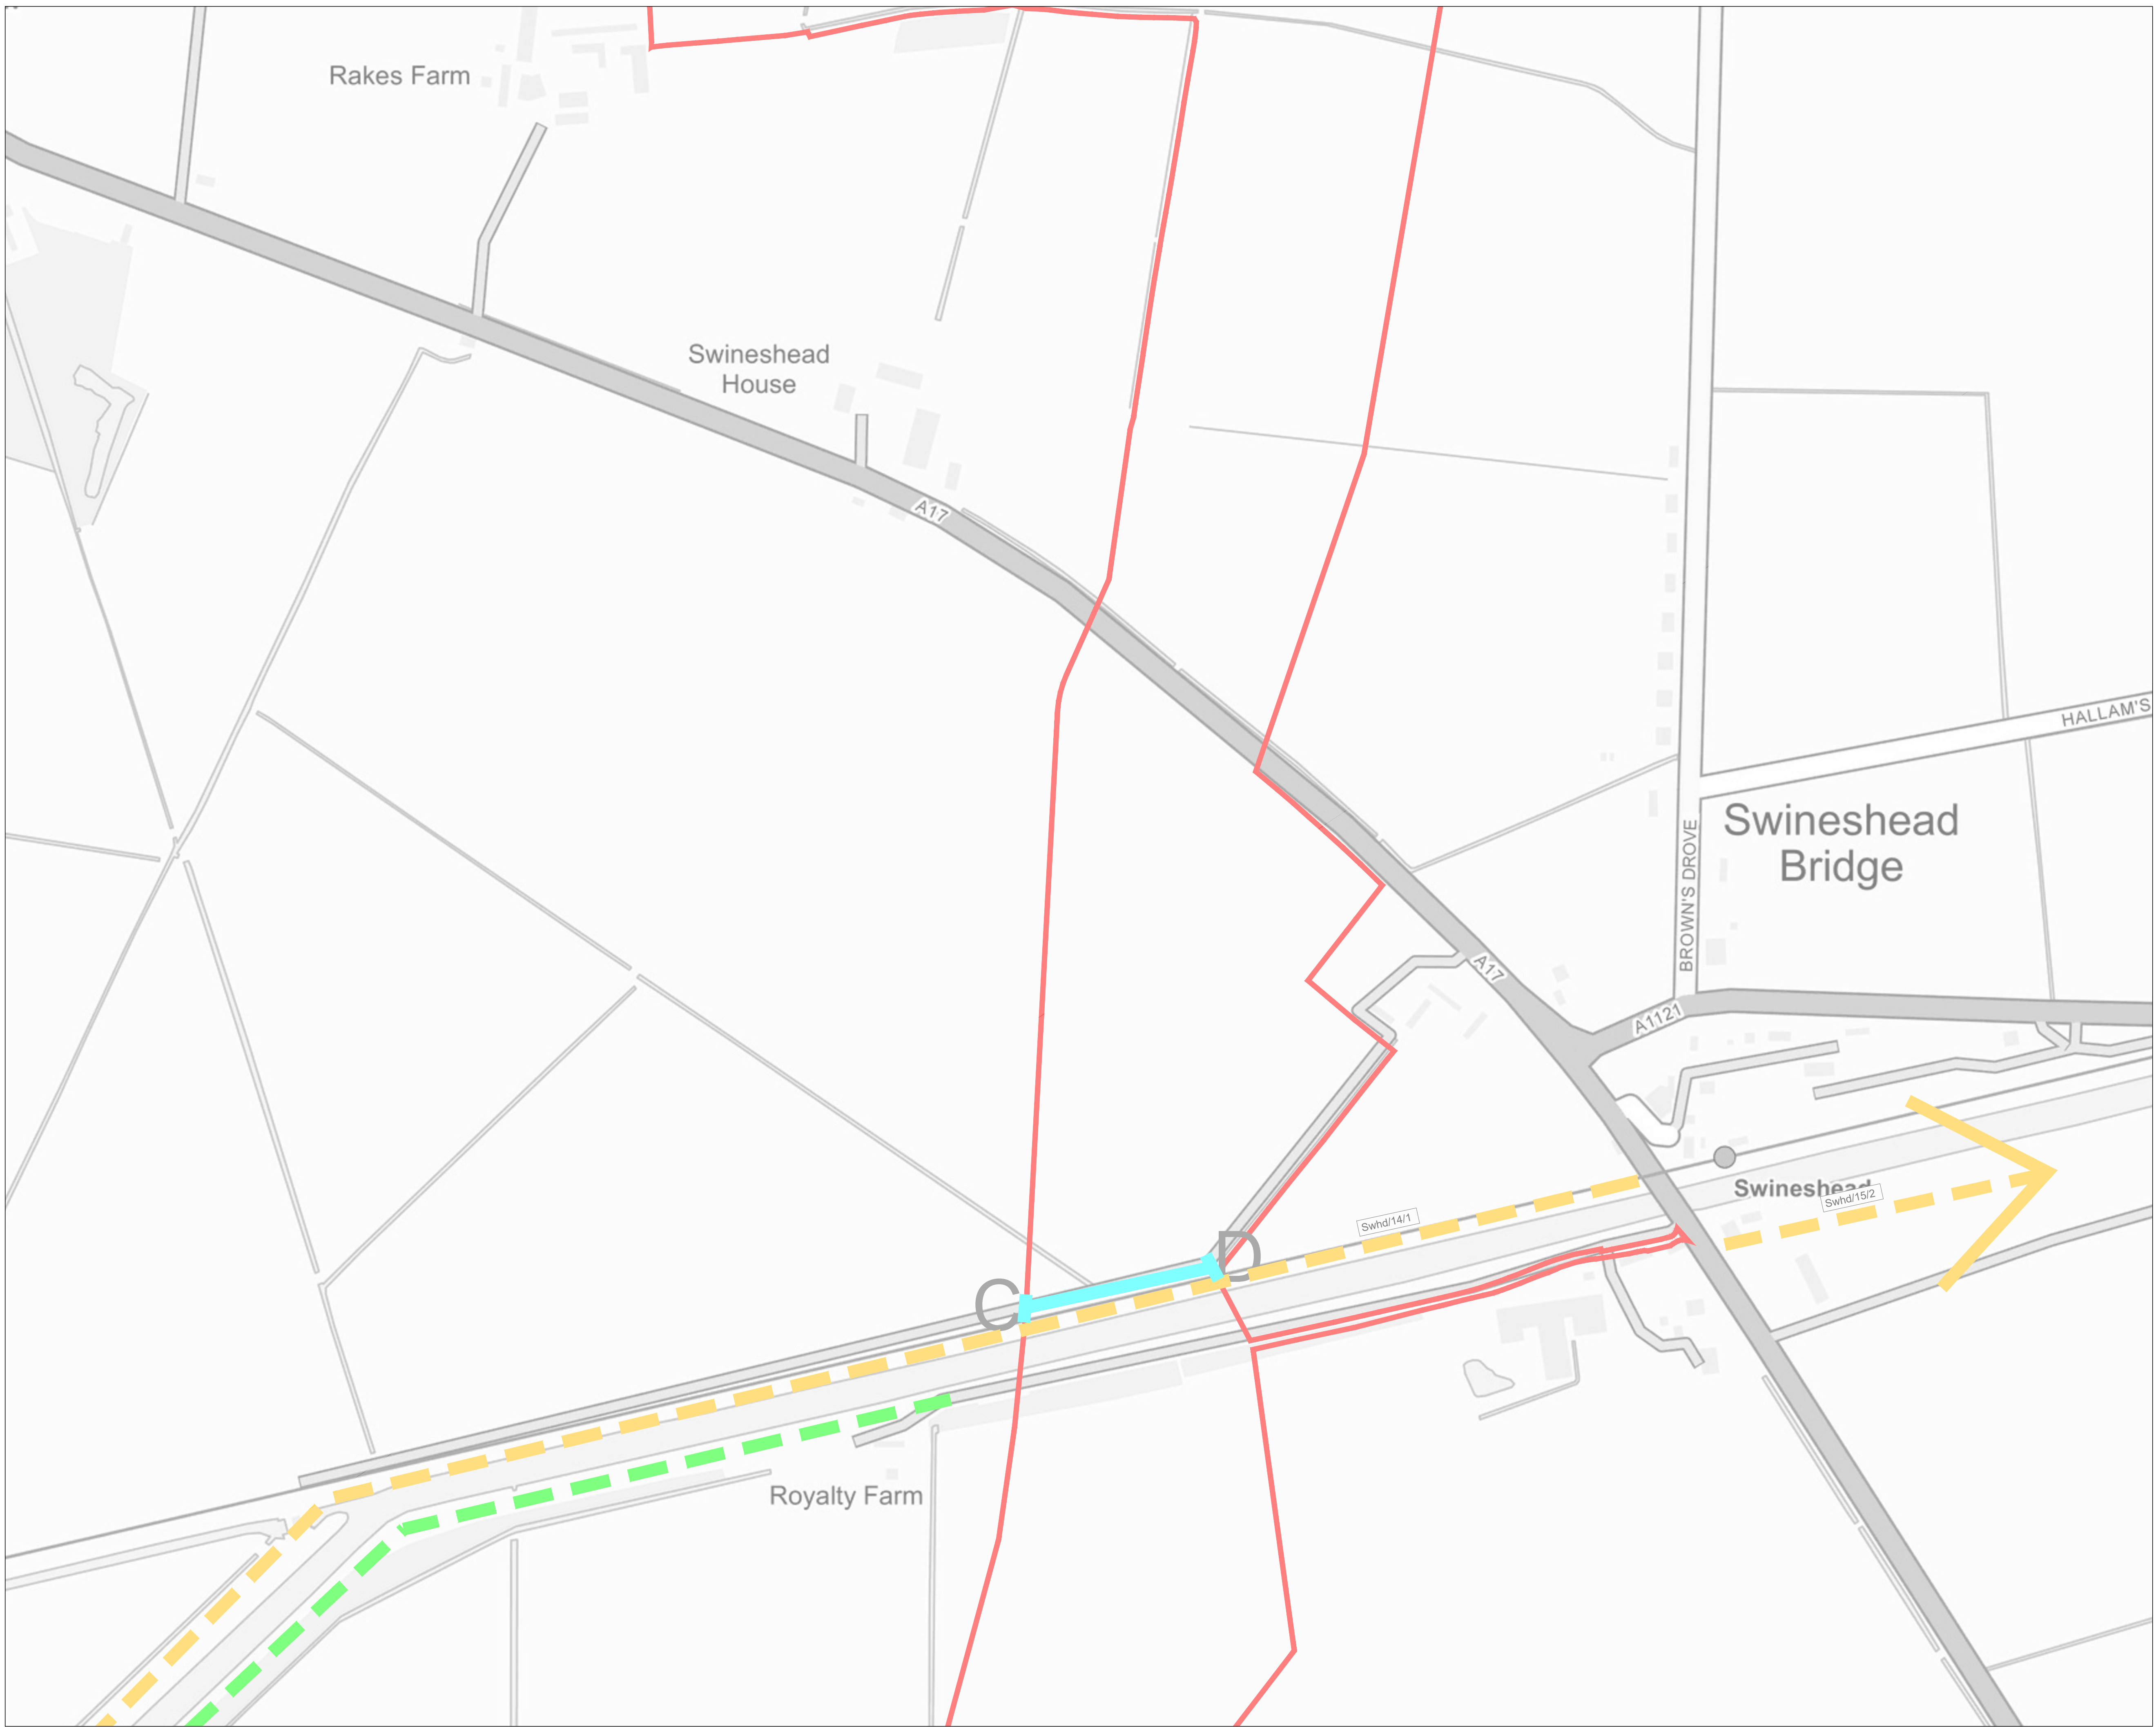 Rakes Farm
Swineshead
House
A17
HALLAM'S
Swineshead
Bridge
BROWN'S DROVE
A17
A1121
Swineshead
Swhd/15/2
Swhd/14/1
D
C
Royalty Farm